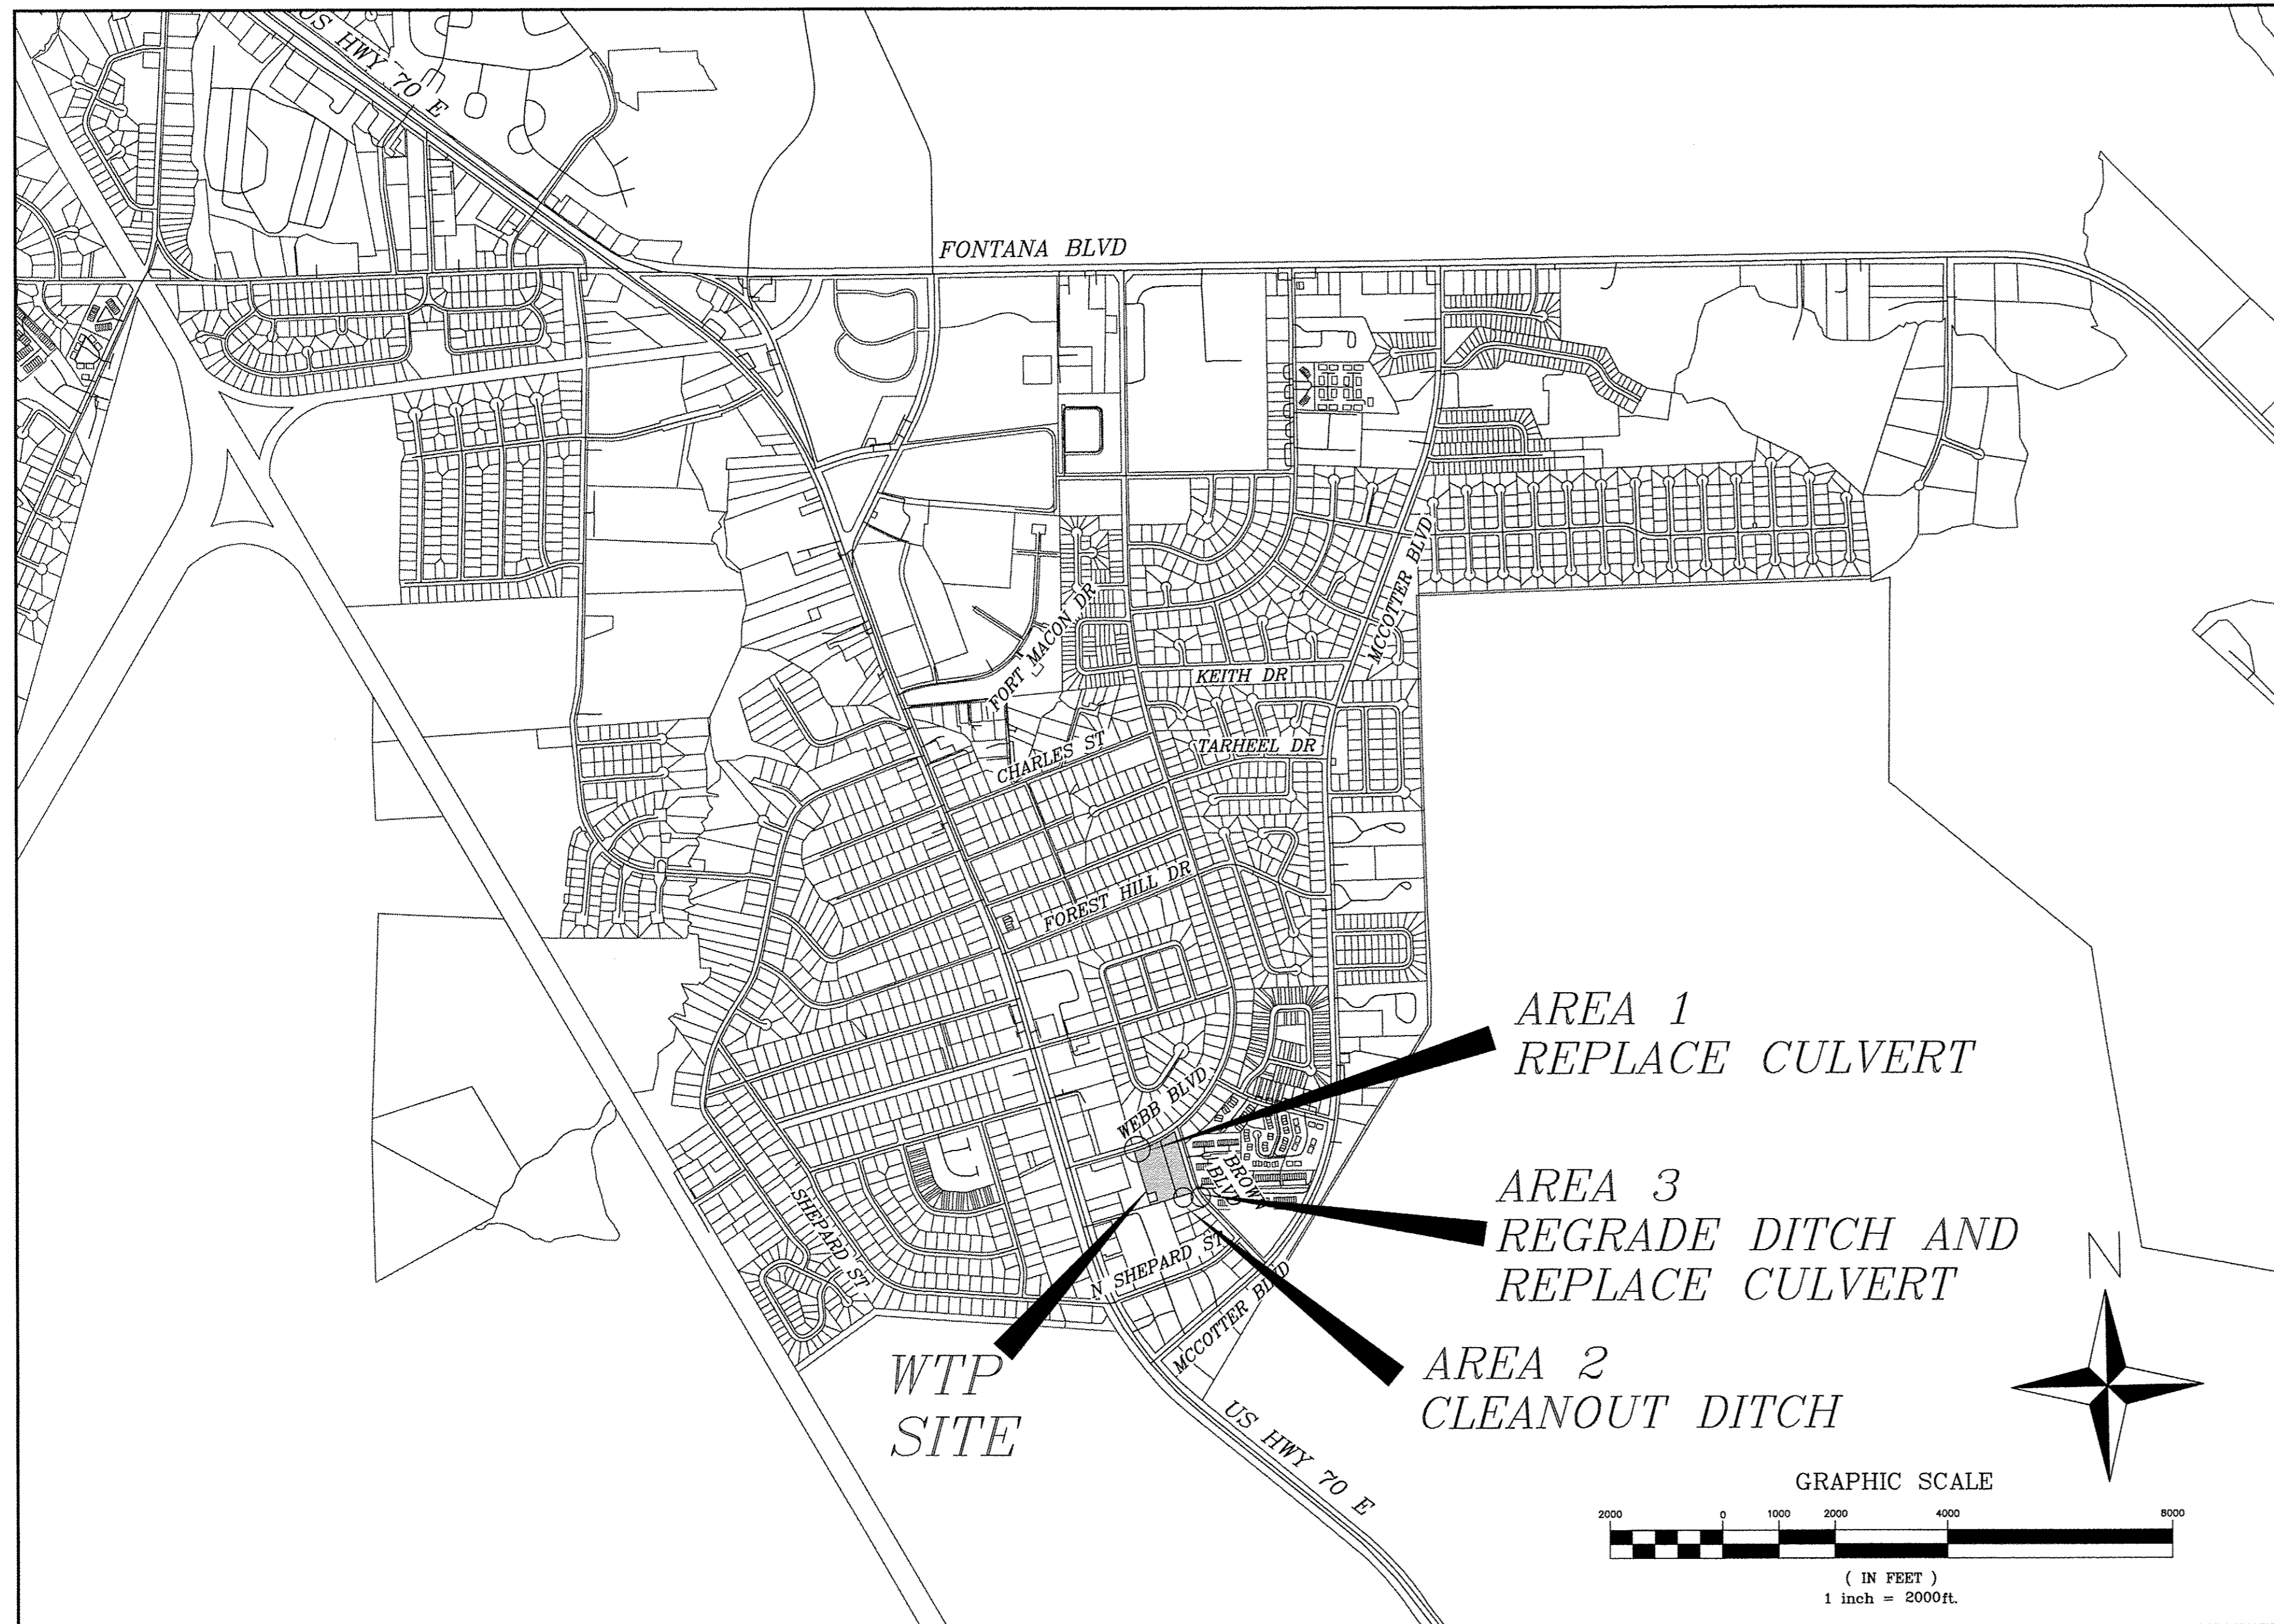 US HWY 70 E
FONTANA BLVD
MCCOTTER BLVD
FORT MACON DR
KEITH DR
CHARLES ST
TARHEEL DR
FOREST HILL DR
AREA 1
REPLACE CULVERT
WEBB BLVD
BROWN
BLVD
AREA 3
REGRADE DITCH AND
REPLACE CULVERT
SHEPARD ST
N SHEPARD ST
MCCOTTER BLVD
WTP
SITE
AREA 2
CLEANOUT DITCH
US HWY 70 E
N
GRAPHIC SCALE
2000 0 1000 2000 4000 8000
( IN FEET )
1 inch = 2000ft.